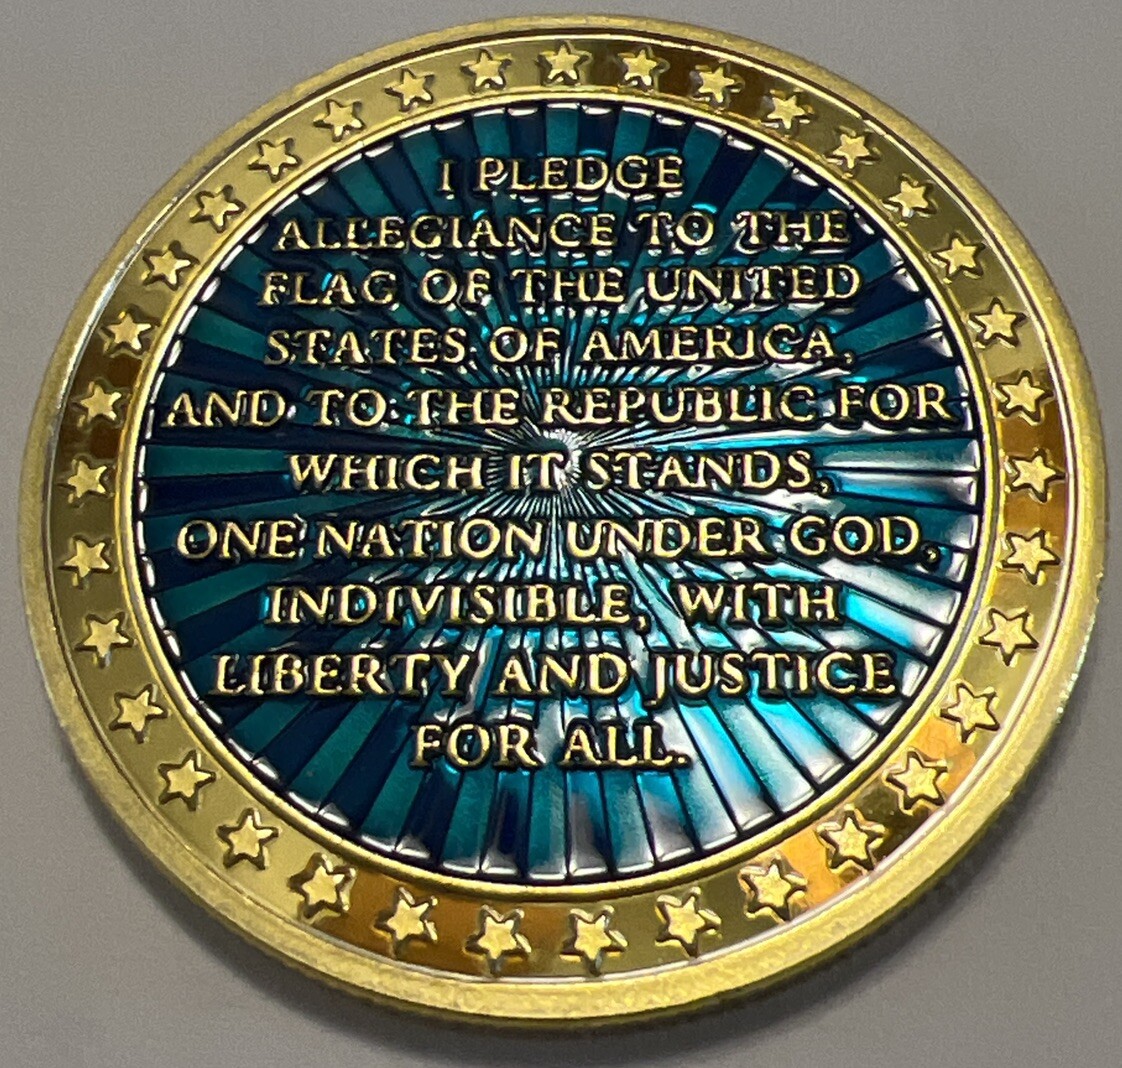 I PLEDGE
ALLEGIANCE TO THE
FLAG OF THE UNITED
STATES OF AMERICA,
AND TO THE REPUBLIC FOR
WHICH IT STANDS,
ONE NATION UNDER GOD,
INDIVISIBLE, WITH
LIBERTY AND JUSTICE
FOR ALL.